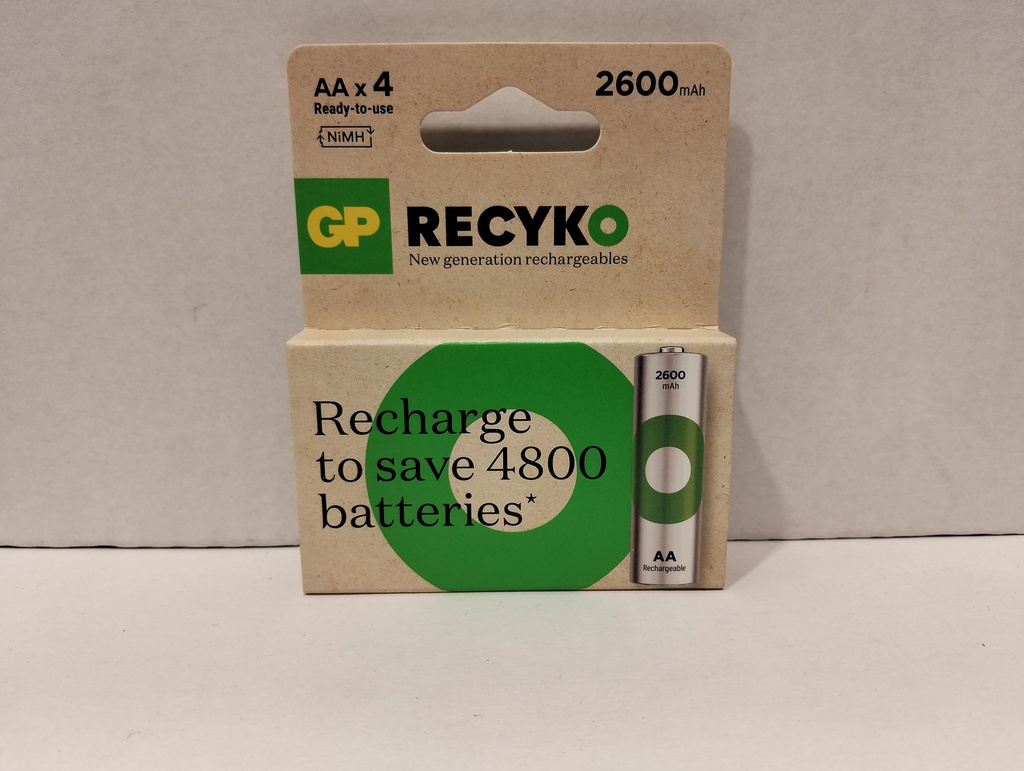 AA x 4
Ready-to-use
NiMH
2600mAh
GP
RECYKO
New generation rechargeables
Recharge
to save 4800
batteries*
2600
mAh
AA
Rechargeable